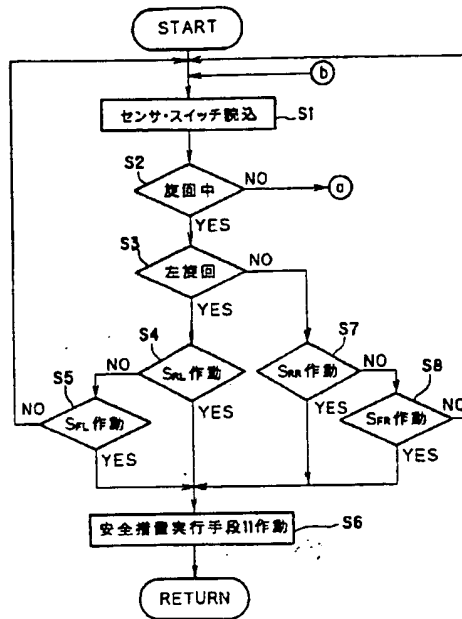 START
b
センサ・スイッチ読込 S1
S2
旋回中 NO a
YES
S3
左旋回 NO
YES
S4 S7
NO SRL作動 SRR作動 NO S8
S5
NO SFL作動 YES YES SFR作動 NO
YES YES
安全措置実行手段11作動 S6
RETURN